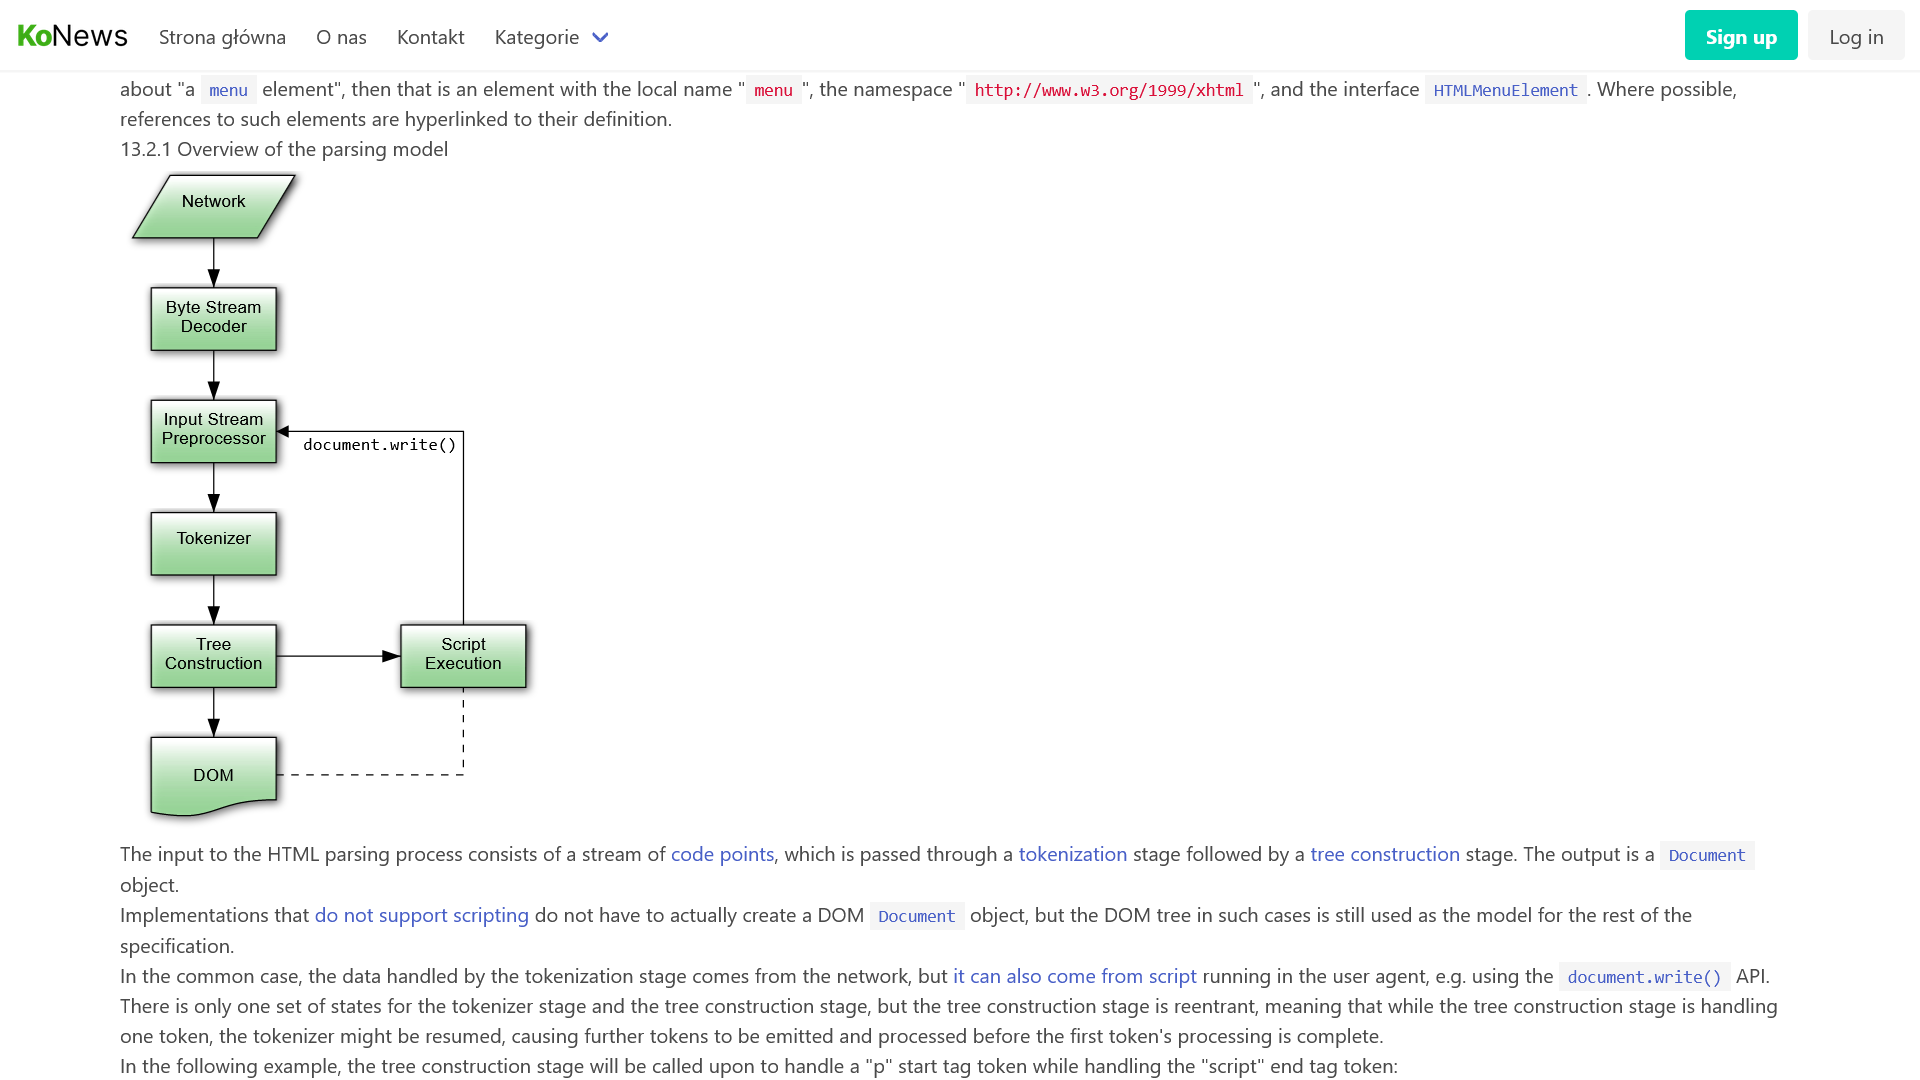 KoNews Strona główna O nas Kontakt Kategorie Sign up Log in
about "a menu element", then that is an element with the local name "menu", the namespace "http://www.w3.org/1999/xhtml", and the interface HTMLMenuElement. Where possible,
references to such elements are hyperlinked to their definition.
13.2.1 Overview of the parsing model
Network
Byte Stream
Decoder
Input Stream
Preprocessor
document.write()
Tokenizer
Tree
Construction
Script
Execution
DOM
The input to the HTML parsing process consists of a stream of code points, which is passed through a tokenization stage followed by a tree construction stage. The output is a Document
object.
Implementations that do not support scripting do not have to actually create a DOM Document object, but the DOM tree in such cases is still used as the model for the rest of the
specification.
In the common case, the data handled by the tokenization stage comes from the network, but it can also come from script running in the user agent, e.g. using the document.write() API.
There is only one set of states for the tokenizer stage and the tree construction stage, but the tree construction stage is reentrant, meaning that while the tree construction stage is handling
one token, the tokenizer might be resumed, causing further tokens to be emitted and processed before the first token's processing is complete.
In the following example, the tree construction stage will be called upon to handle a "p" start tag token while handling the "script" end tag token: